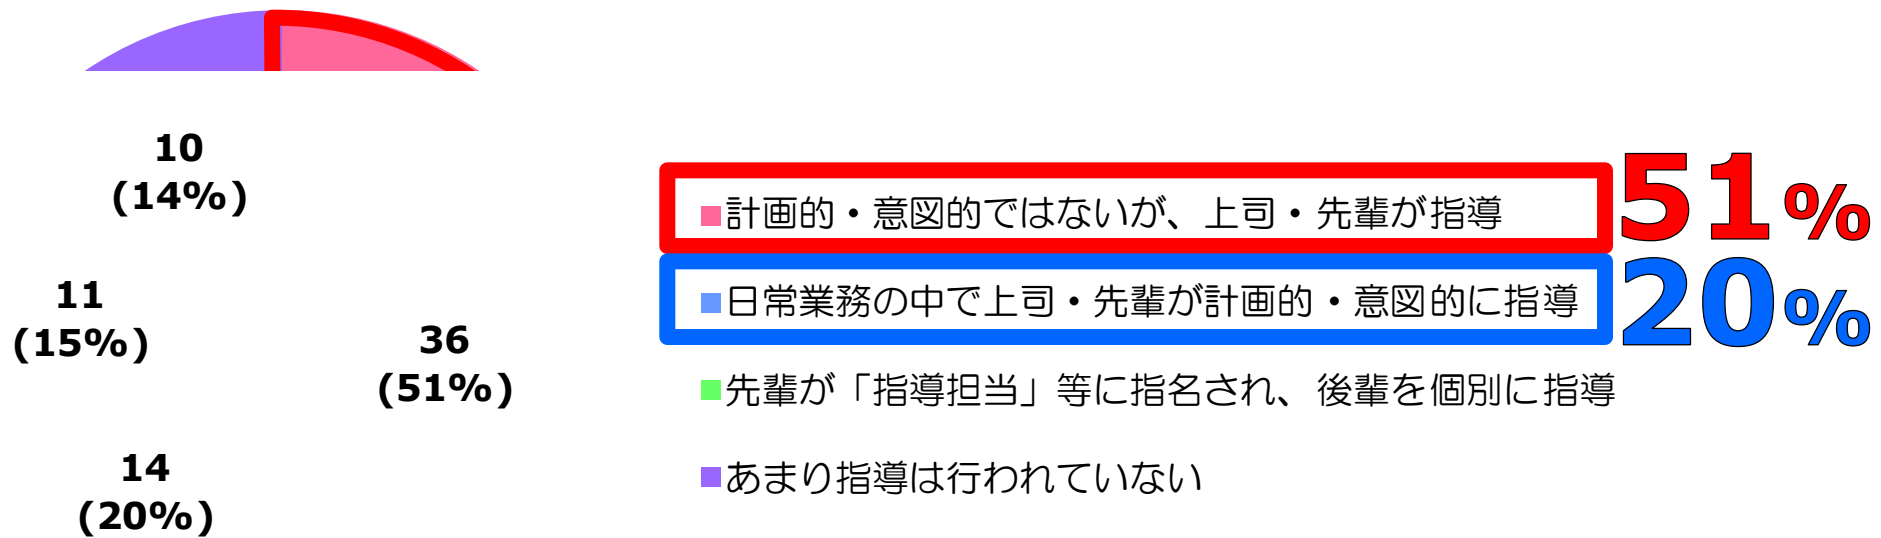 10
(14%)
11
(15%)
36
(51%)
14
(20%)
計画的・意図的ではないが、上司・先輩が指導
51%
日常業務の中で上司・先輩が計画的・意図的に指導
20%
先輩が「指導担当」等に指名され、後輩を個別に指導
あまり指導は行われていない